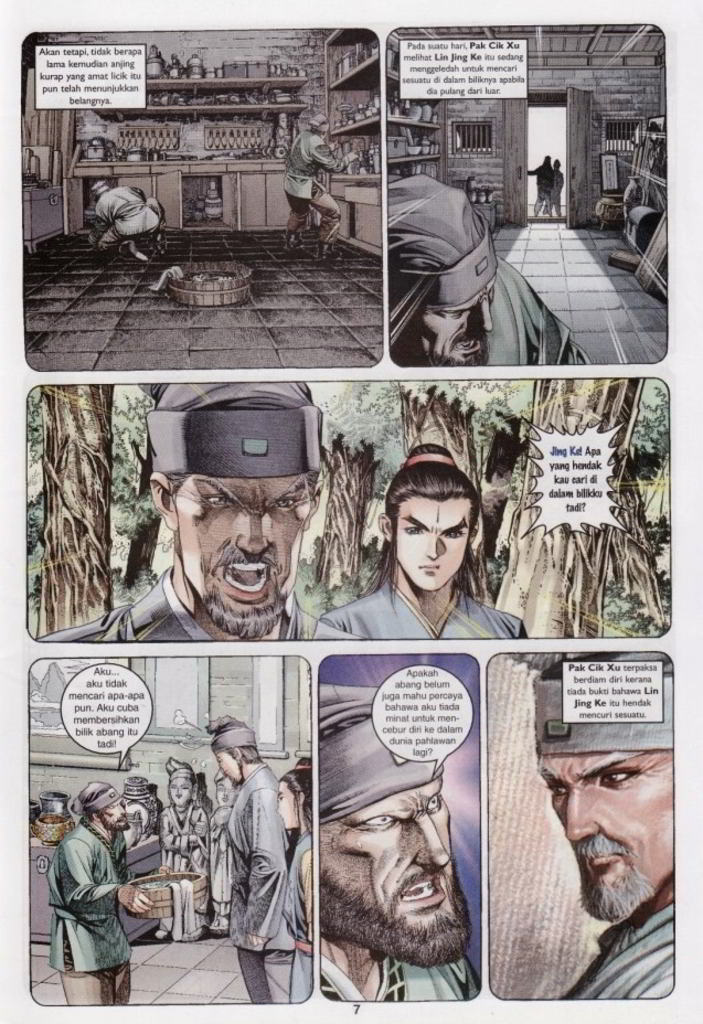 Akan tetapi, tidak berapa
lama kemudian anjing
kurap yang amat licik itu
pun telah menunjukkan
belangnya.
Pada suatu hari, Pak Cik Xu
melihat Lin Jing Ke itu sedang
menggeledah untuk mencari
sesuatu di dalam biliknya apabila
dia pulang dari luar.
Jing Ke! Apa
yang hendak
kau cari di
dalam bilikku
tadi?
Aku...
aku tidak
mencari apa-apa
pun. Aku cuba
membersihkan
bilik abang itu
tadi!
Apakah
abang belum
juga mahu percaya
bahawa aku tiada
minat untuk men-
cebur diri ke dalam
dunia pahlawan
lagi?
Pak Cik Xu terpaksa
berdiam diri kerana
tiada bukti bahawa Lin
Jing Ke itu hendak
mencuri sesuatu.
7